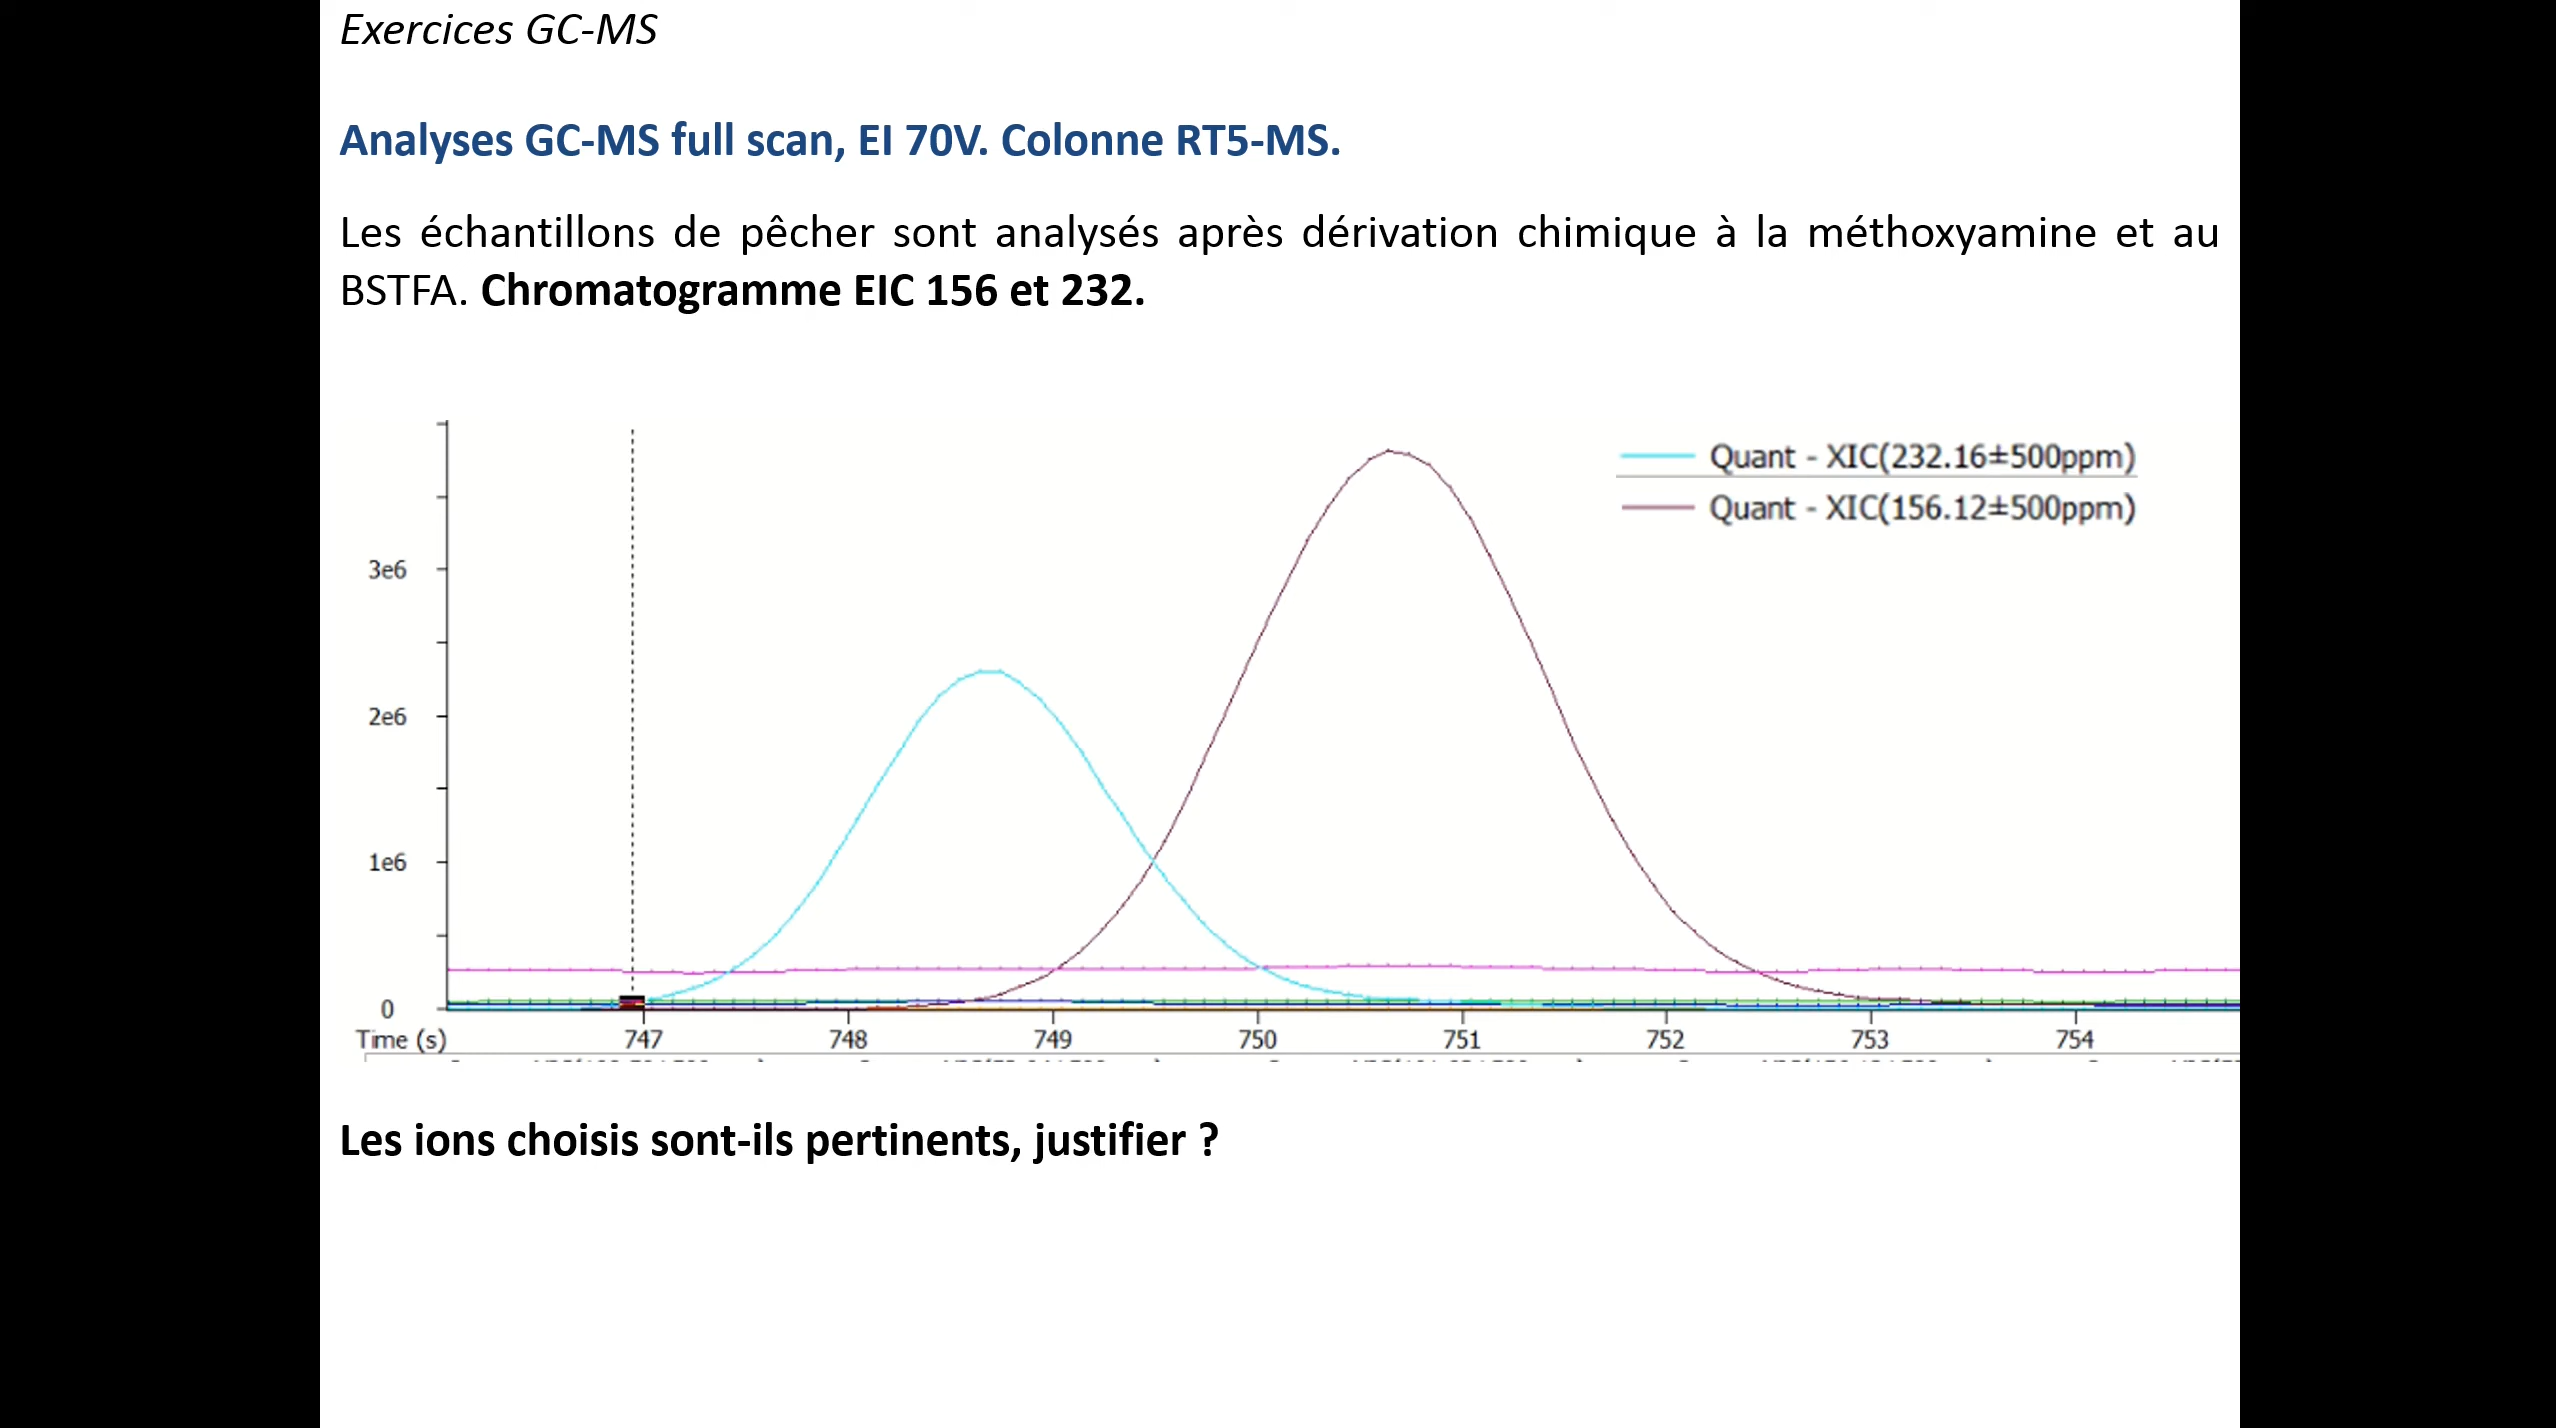 Exercices GC-MS
Analyses GC-MS full scan, EI 70V. Colonne RT5-MS.
Les échantillons de pêcher sont analysés après dérivation chimique à la méthoxyamine et au
BSTFA. Chromatogramme EIC 156 et 232.
Quant - XIC(232.16±500ppm)
Quant - XIC(156.12±500ppm)
3e6
2e6
1e6
0
Time (s) 747 748 749 750 751 752 753 754
Les ions choisis sont-ils pertinents, justifier ?